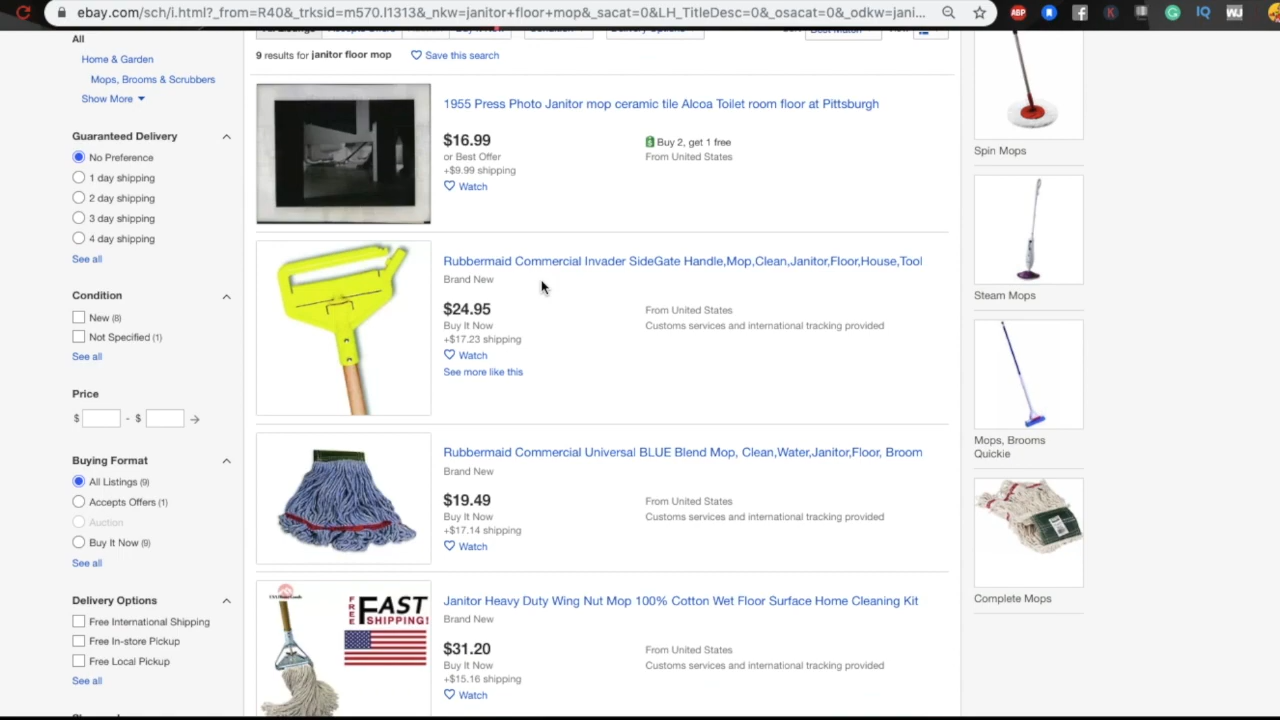 ebay.com/sch/i.html?_from=R40&_trksid=m570.l1313&_nkw=janitor+floor+mop&_sacat=0&LH_TitleDesc=0&_osacat=0&_odkw=jani...
ABP
K
IQ
WJ
All
Home & Garden
Mops, Brooms & Scrubbers
Show More
Guaranteed Delivery
No Preference
1 day shipping
2 day shipping
3 day shipping
4 day shipping
See all
Condition
New (8)
Not Specified (1)
See all
Price
$ - $
Buying Format
All Listings (9)
Accepts Offers (1)
Auction
Buy It Now (9)
See all
Delivery Options
Free International Shipping
Free In-store Pickup
Free Local Pickup
See all
9 results for janitor floor mop
Save this search
1955 Press Photo Janitor mop ceramic tile Alcoa Toilet room floor at Pittsburgh
$16.99
or Best Offer
+$9.99 shipping
Watch
Buy 2, get 1 free
From United States
Rubbermaid Commercial Invader SideGate Handle,Mop,Clean,Janitor,Floor,House,Tool
Brand New
$24.95
Buy It Now
+$17.23 shipping
Watch
See more like this
From United States
Customs services and international tracking provided
Rubbermaid Commercial Universal BLUE Blend Mop, Clean,Water,Janitor,Floor, Broom
Brand New
$19.49
Buy It Now
+$17.14 shipping
Watch
From United States
Customs services and international tracking provided
FREE
FAST
SHIPPING!
Janitor Heavy Duty Wing Nut Mop 100% Cotton Wet Floor Surface Home Cleaning Kit
Brand New
$31.20
Buy It Now
+$15.16 shipping
Watch
From United States
Customs services and international tracking provided
Spin Mops
Steam Mops
Mops, Brooms
Quickie
Complete Mops